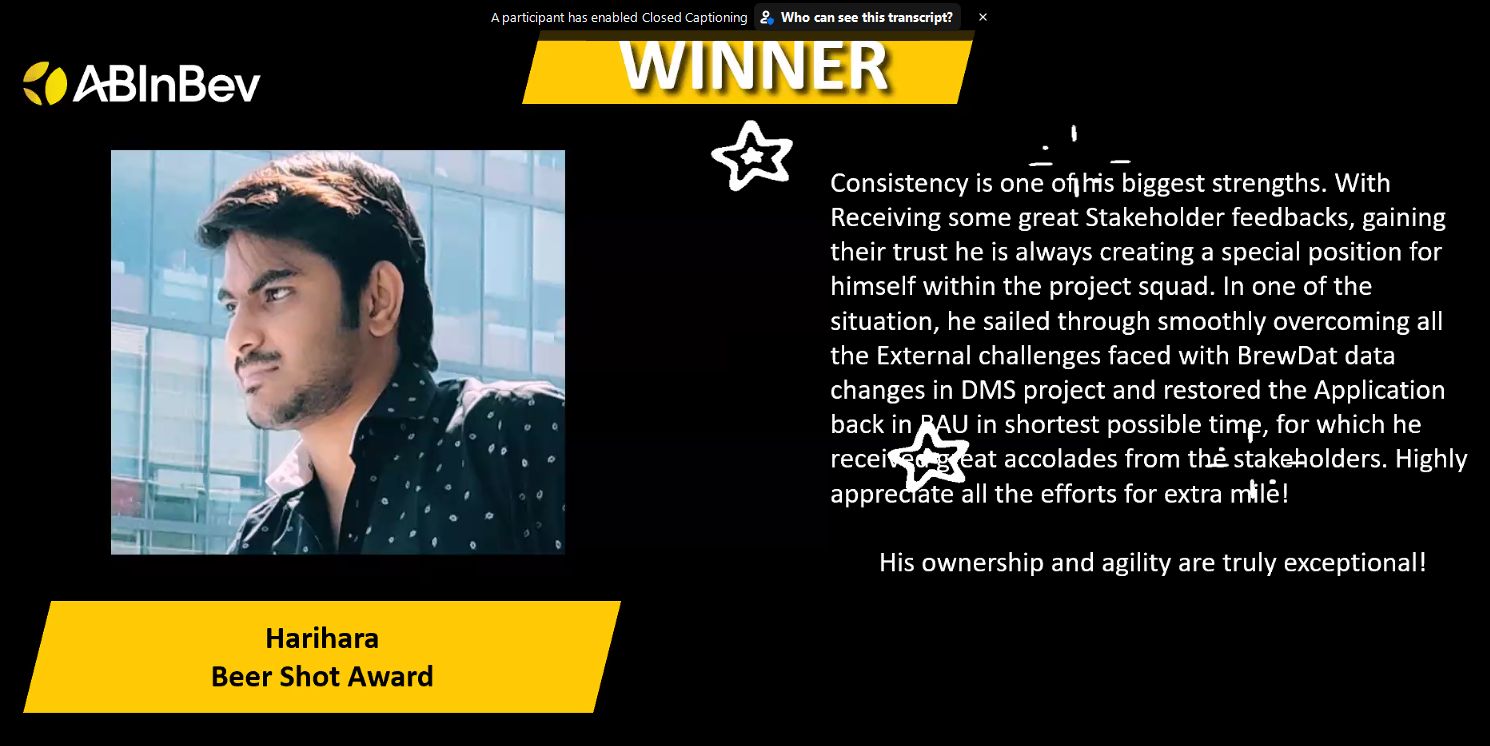 A participant has enabled Closed Captioning Who can see this transcript? ×
WINNER
ABInBev
Consistency is one of his biggest strengths. With
Receiving some great Stakeholder feedbacks, gaining
their trust he is always creating a special position for
himself within the project squad. In one of the
situation, he sailed through smoothly overcoming all
the External challenges faced with BrewDat data
changes in DMS project and restored the Application
back in BAU in shortest possible time, for which he
received great accolades from the stakeholders. Highly
appreciate all the efforts for extra mile!
His ownership and agility are truly exceptional!
Harihara
Beer Shot Award